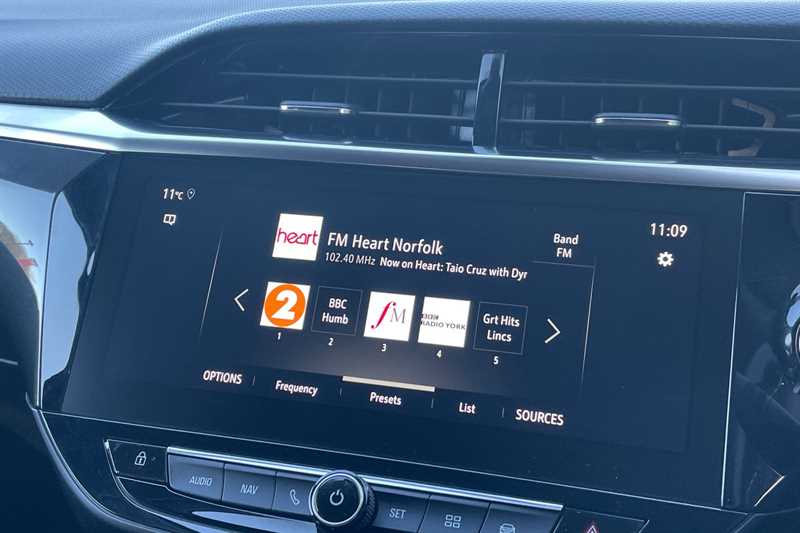 11°C
11:09
heart
FM Heart Norfolk
102.40 MHz Now on Heart: Taio Cruz with Dyr
Band
FM
2
BBC
Humb
fM
BBC
RADIO YORK
Grt Hits
Lincs
1
2
3
4
5
OPTIONS
Frequency
Presets
List
SOURCES
AUDIO
NAV
SET